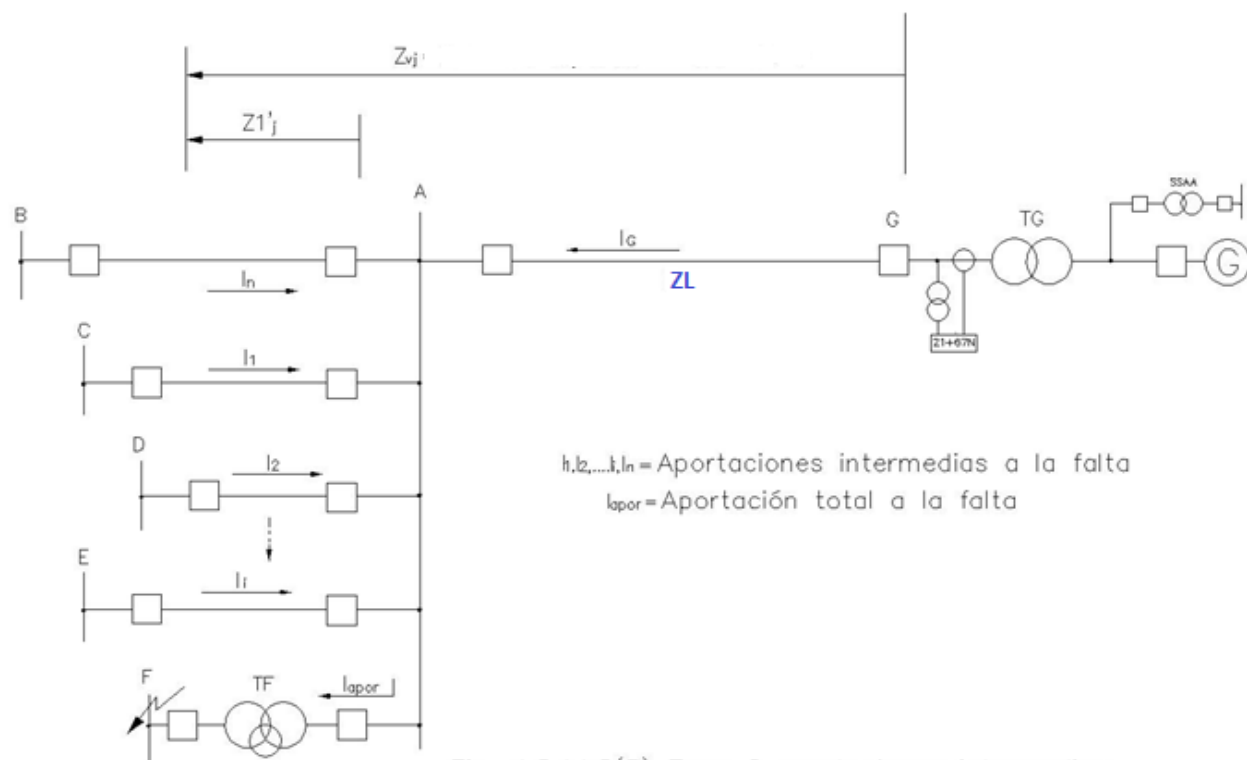 Zvj
Z1'j
A
B
G
TG
SSAA
IG
ZL
In
G
21+67N
C
I1
D
I2
I1,I2,....Ii,In = Aportaciones intermedias a la falta
Iapor = Aportación total a la falta
E
Ii
F
TF
Iapor